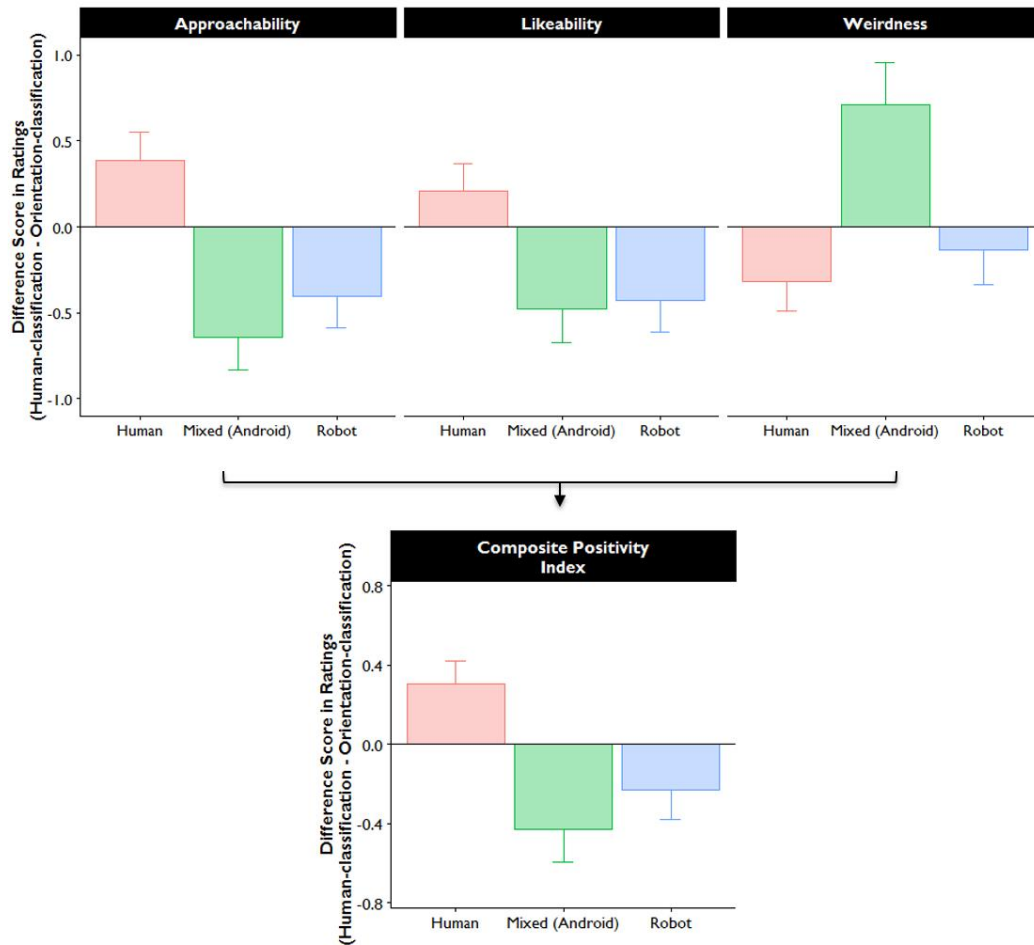 Approachability
Likeability
Weirdness
Difference Score in Ratings
(Human-classification - Orientation-classification)
1.0
0.5
0.0
-0.5
-1.0
Human Mixed (Android) Robot
Human Mixed (Android) Robot
Human Mixed (Android) Robot
Composite Positivity
Index
Difference Score in Ratings
(Human-classification - Orientation-classification)
0.8
0.4
0.0
-0.4
-0.8
Human Mixed (Android) Robot